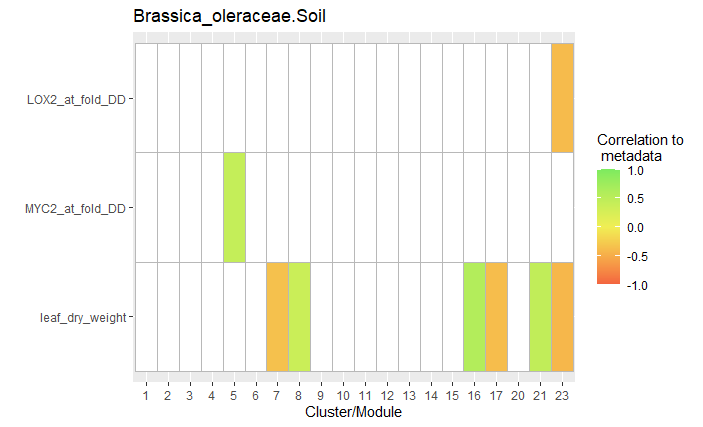 Brassica_oleraceae.Soil
LOX2_at_fold_DD
MYC2_at_fold_DD
leaf_dry_weight
1 2 3 4 5 6 7 8 9 10 11 12 13 14 15 16 17 20 21 23
Cluster/Module
Correlation to
metadata
1.0
0.5
0.0
-0.5
-1.0